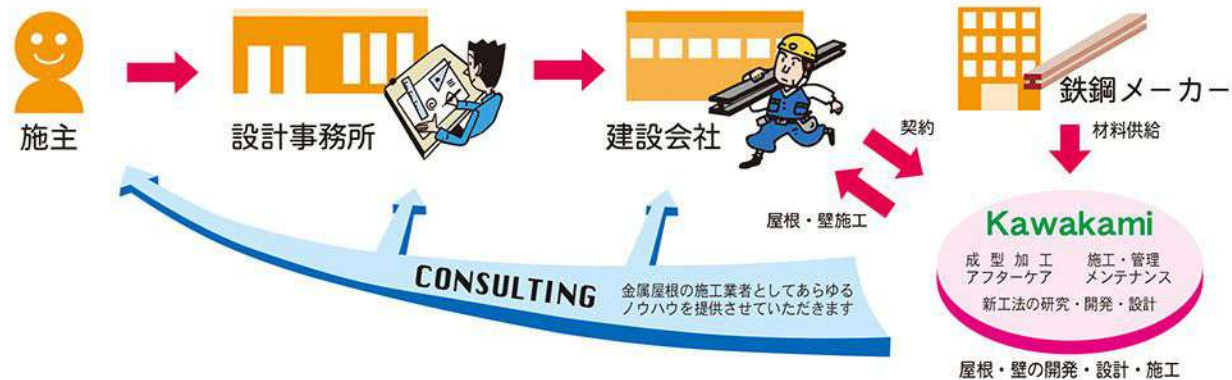 施主
設計事務所
建設会社
鉄鋼メーカー
契約
材料供給
屋根・壁施工
Kawakami
成型加工 施工・管理
アフターケア メンテナンス
新工法の研究・開発・設計
屋根・壁の開発・設計・施工
CONSULTING
金属屋根の施工業者としてあらゆる
ノウハウを提供させていただきます